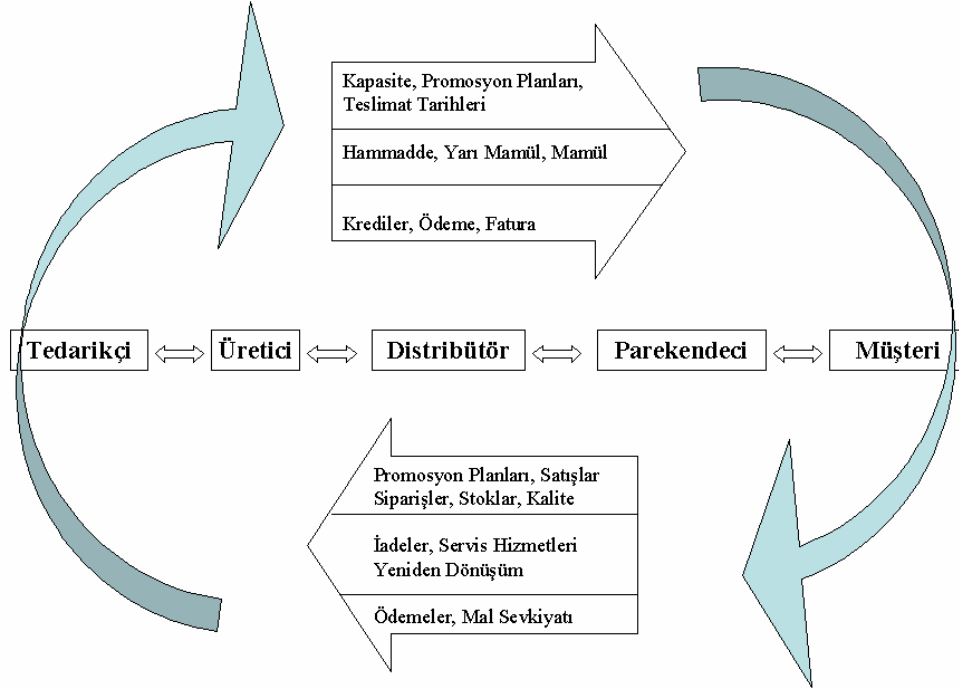 Kapasite, Promosyon Planları,
Teslimat Tarihleri
Hammadde, Yarı Mamül, Mamül
Krediler, Ödeme, Fatura
Tedarikçi
Üretici
Distribütör
Parekendeci
Müşteri
Promosyon Planları, Satışlar
Siparişler, Stoklar, Kalite
İadeler, Servis Hizmetleri
Yeniden Dönüşüm
Ödemeler, Mal Sevkiyatı